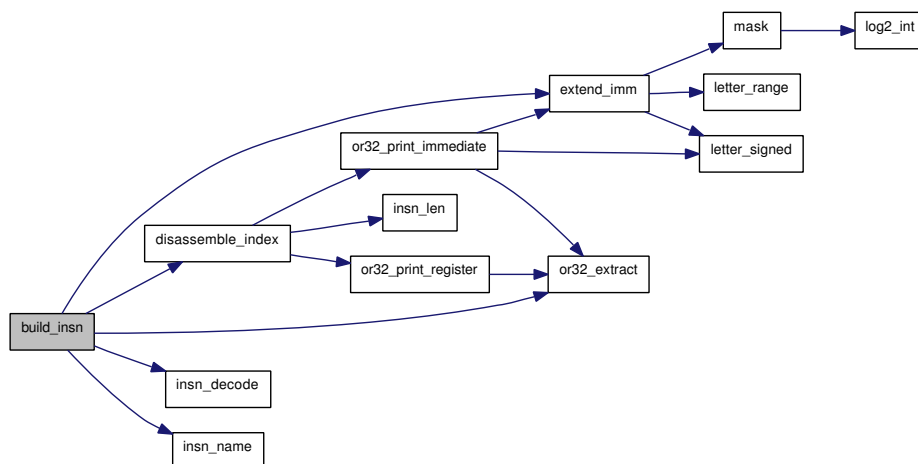 mask
log2_int
extend_imm
letter_range
or32_print_immediate
letter_signed
insn_len
disassemble_index
or32_print_register
or32_extract
build_insn
insn_decode
insn_name